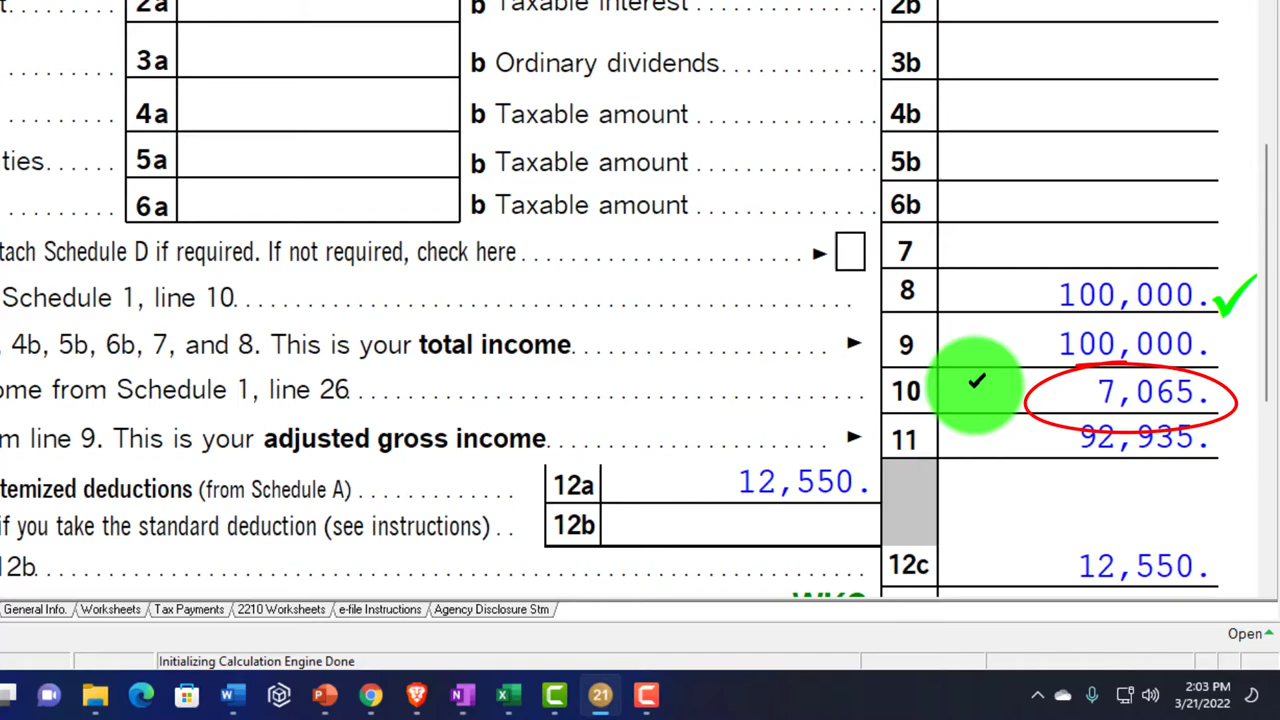 2a b Taxable interest 2b
3a b Ordinary dividends 3b
4a b Taxable amount 4b
ties 5a b Taxable amount 5b
6a b Taxable amount 6b
tach Schedule D if required. If not required, check here 7
Schedule 1, line 10 8 100,000.
, 4b, 5b, 6b, 7, and 8. This is your total income 9 100,000.
ome from Schedule 1, line 26 10 7,065.
m line 9. This is your adjusted gross income 11 92,935.
temized deductions (from Schedule A) 12a 12,550.
if you take the standard deduction (see instructions) 12b
12b 12c 12,550.
General Info. Worksheets Tax Payments 2210 Worksheets e-file Instructions Agency Disclosure Stm
Open
Initializing Calculation Engine Done
21
2:03 PM
3/21/2022